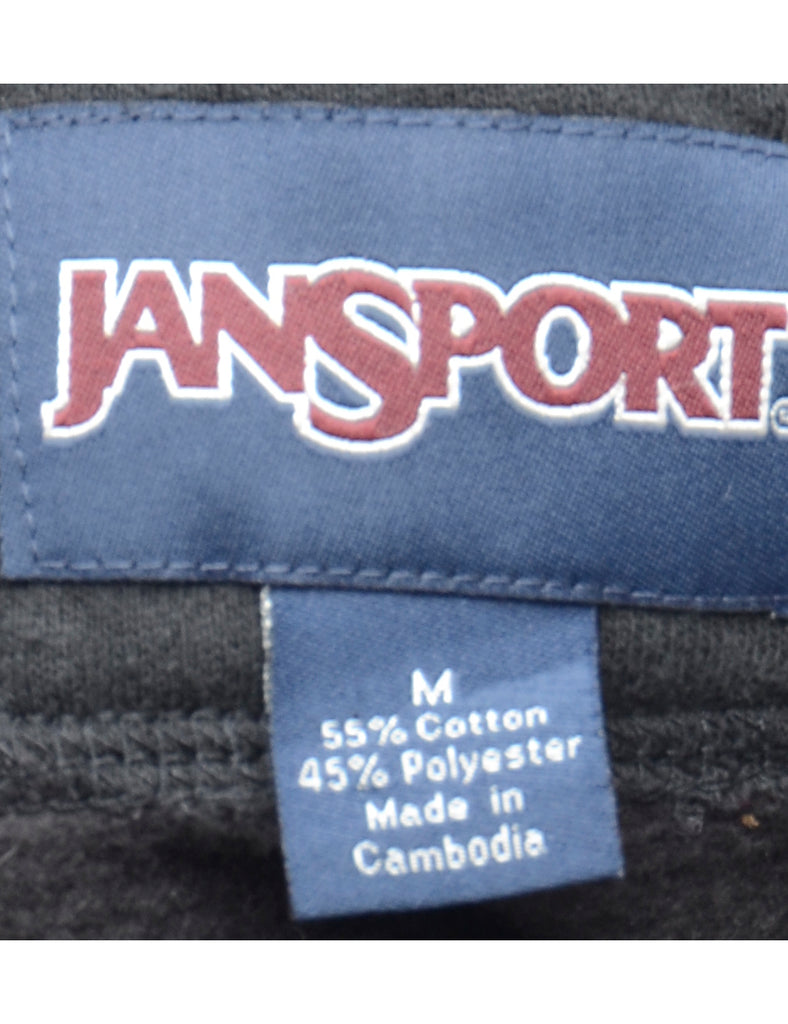 JANSPORT
M
55% Cotton
45% Polyester
Made in
Cambodia